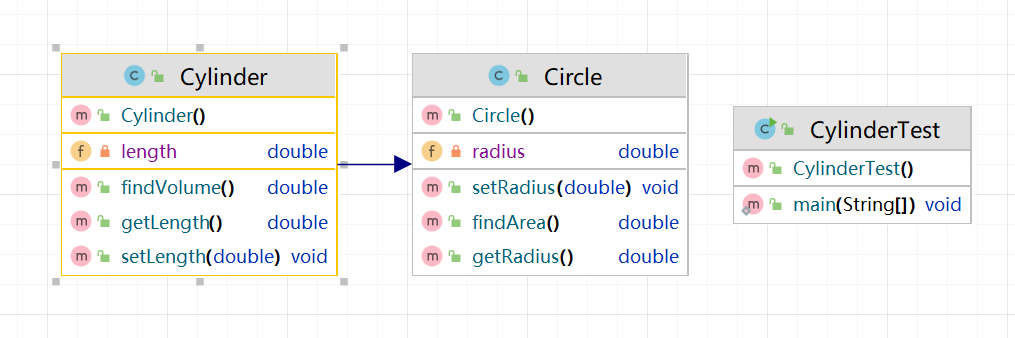 Cylinder
Cylinder()
length double
findVolume() double
getLength() double
setLength(double) void
Circle
Circle()
radius double
setRadius(double) void
findArea() double
getRadius() double
CylinderTest
CylinderTest()
main(String[]) void